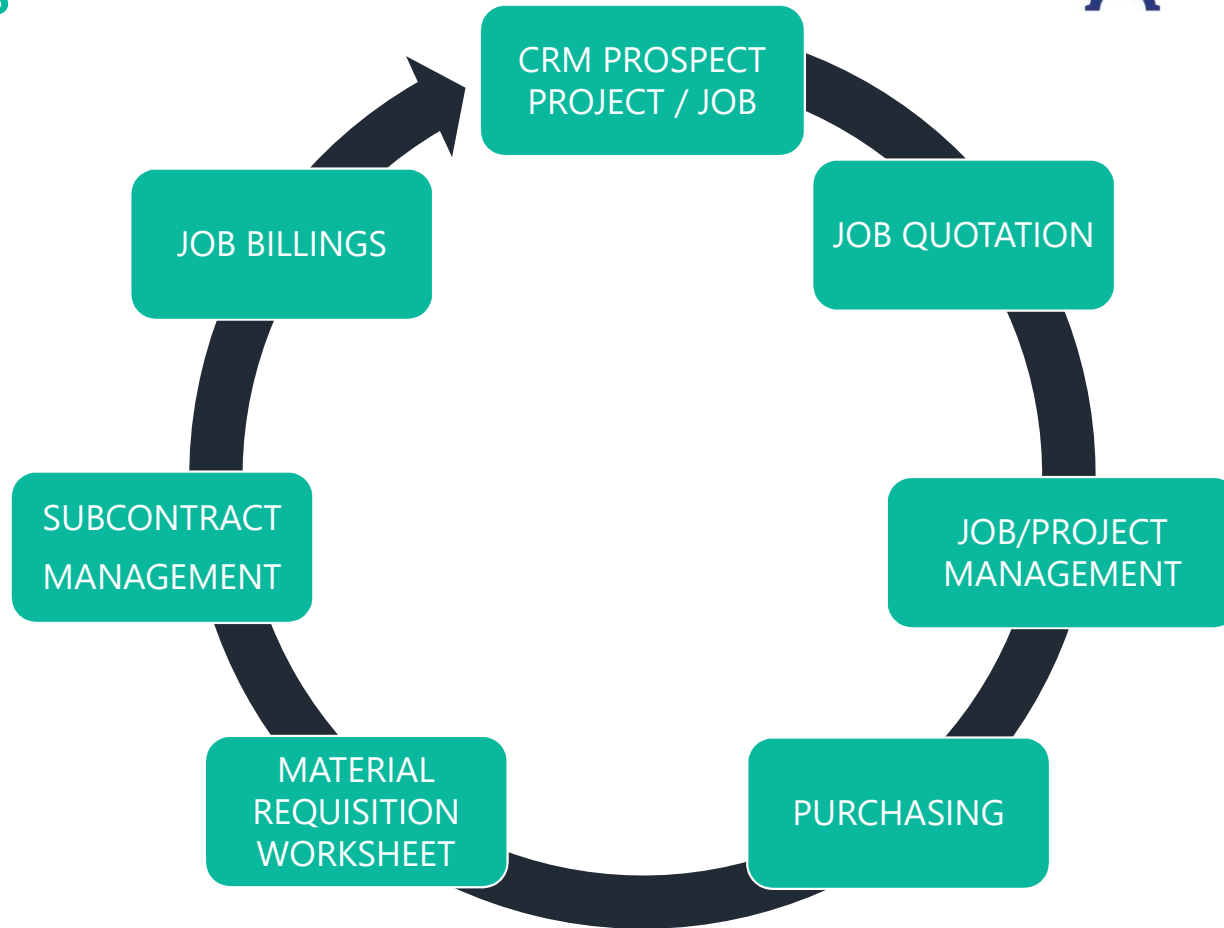 CRM PROSPECT
PROJECT / JOB
JOB QUOTATION
JOB/PROJECT
MANAGEMENT
PURCHASING
MATERIAL
REQUISITION
WORKSHEET
SUBCONTRACT
MANAGEMENT
JOB BILLINGS